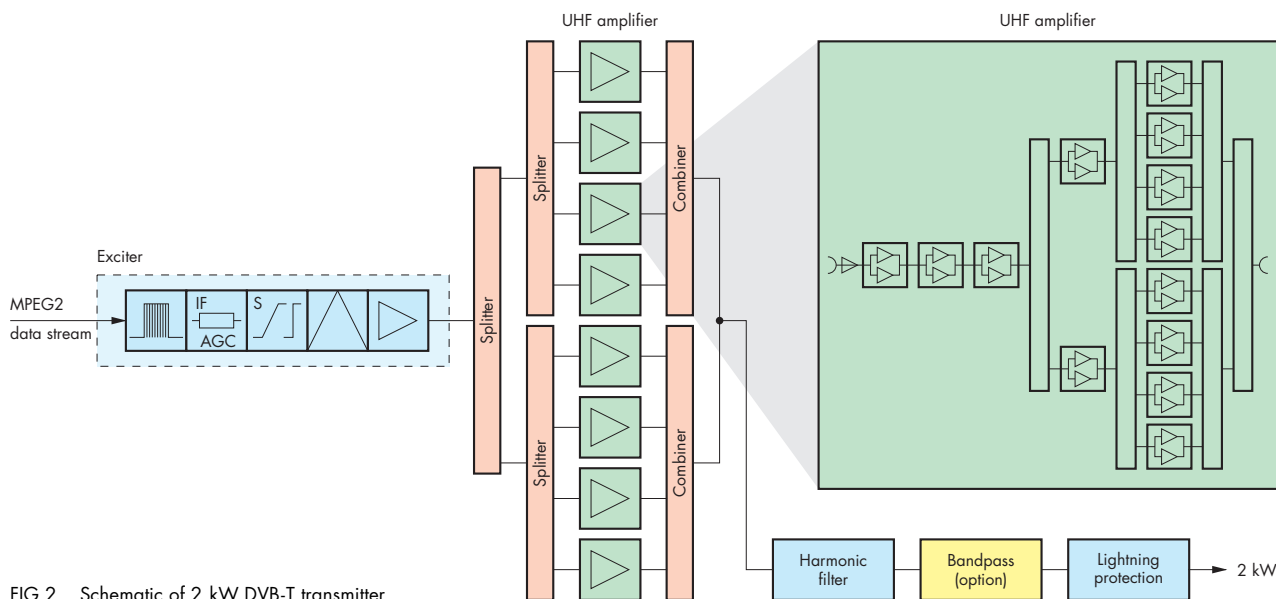 UHF amplifier
UHF amplifier
Exciter
MPEG2
data stream
IF
AGC
S
Splitter
Splitter
Splitter
Combiner
Combiner
Harmonic
filter
Bandpass
(option)
Lightning
protection
2 kW
FIG 2 Schematic of 2 kW DVB-T transmitter